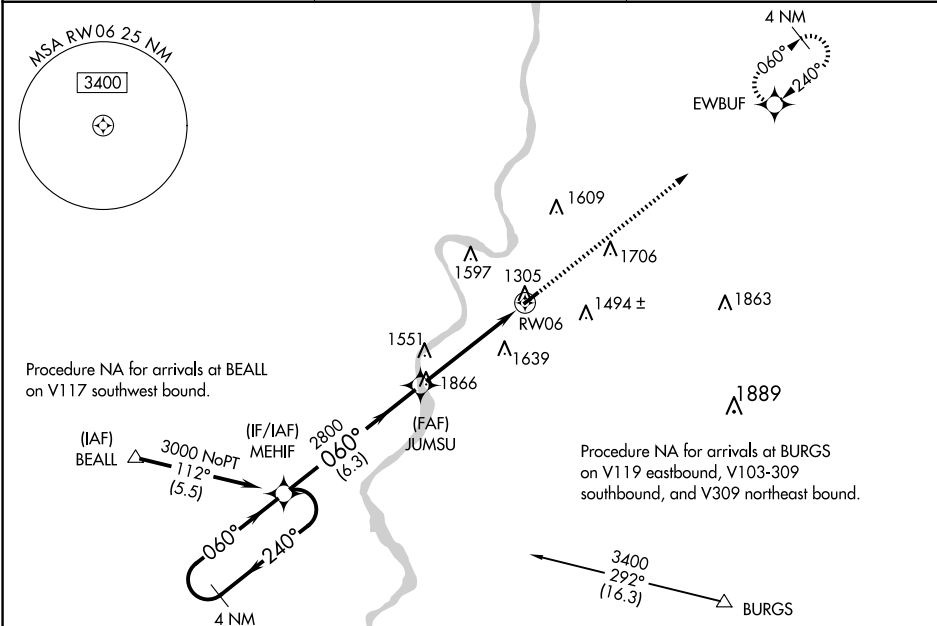 MSA RW06 25 NM
3400
4 NM
060°
240°
EWBUF
1609
1597
1706
1305
RW06
1494 ±
1863
1551
1639
1866
1889
Procedure NA for arrivals at BEALL
on V117 southwest bound.
(FAF)
JUMSU
(IAF)
BEALL
3000 NoPT
112°
(5.5)
(IF/IAF)
MEHIF
2800
060°
(6.3)
Procedure NA for arrivals at BURGS
on V119 eastbound, V103-309
southbound, and V309 northeast bound.
060°
240°
4 NM
3400
292°
(16.3)
BURGS